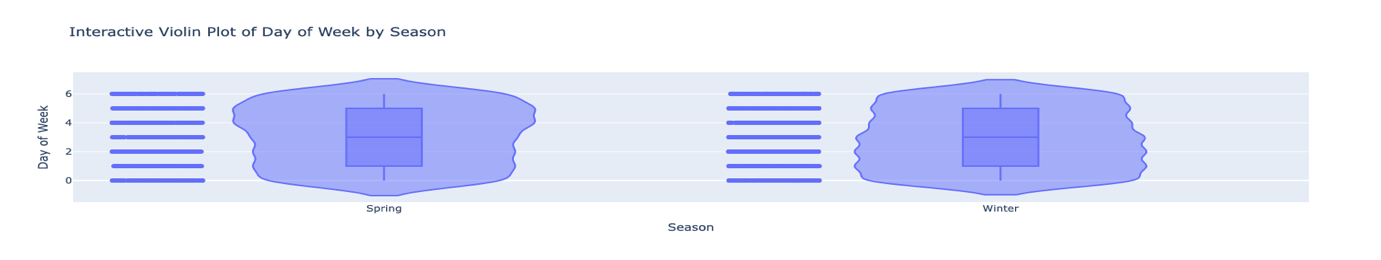 Interactive Violin Plot of Day of Week by Season
Day of Week
6
4
2
0
Spring
Winter
Season